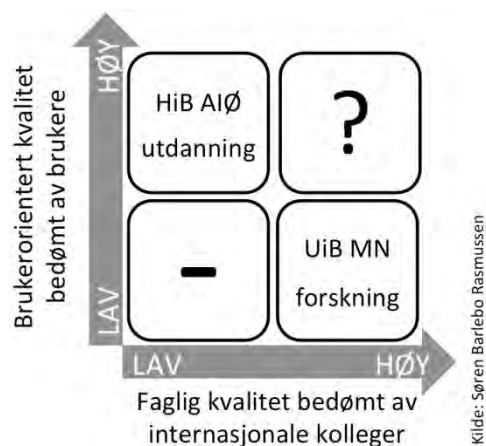 Brukerorientert kvalitet
bedømt av brukere
HØY
LAV
HiB AIØ
utdanning
?
-
UiB MN
forskning
LAV
HØY
Faglig kvalitet bedømt av
internasjonale kolleger
Kilde: Søren Barlebo Rasmussen